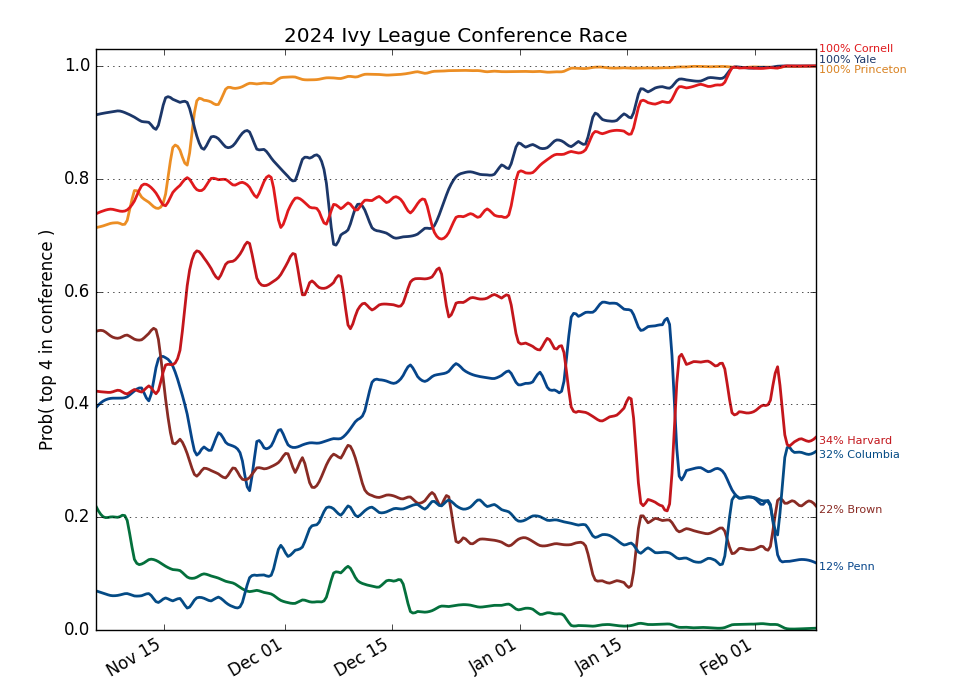 2024 Ivy League Conference Race
Prob( top 4 in conference )
1.0
0.8
0.6
0.4
0.2
0.0
Nov 15
Dec 01
Dec 15
Jan 01
Jan 15
Feb 01
100% Cornell
100% Yale
100% Princeton
34% Harvard
32% Columbia
22% Brown
12% Penn